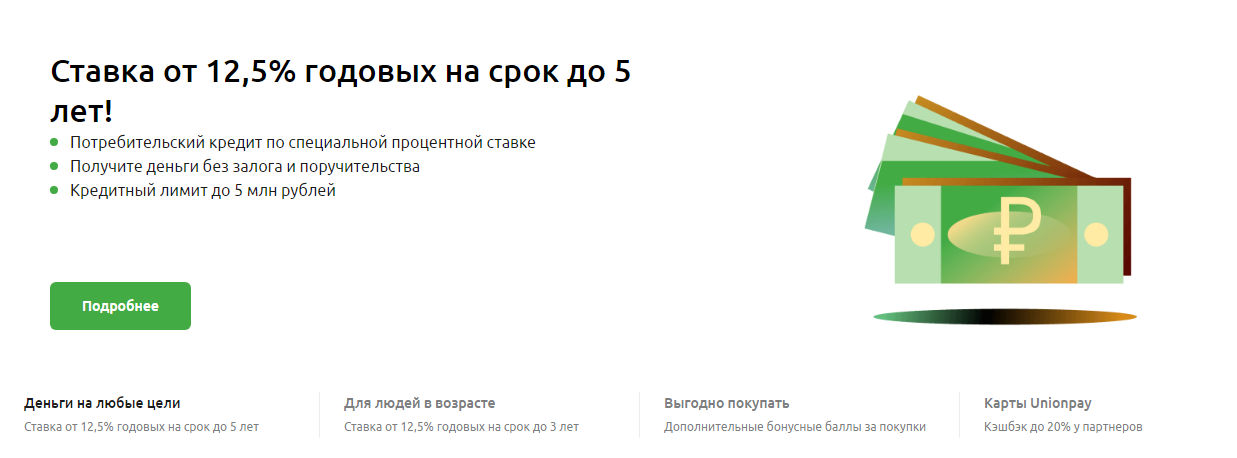 Ставка от 12,5% годовых на срок до 5
лет!
Потребительский кредит по специальной процентной ставке
Получите деньги без залога и поручительства
Кредитный лимит до 5 млн рублей
₽
Подробнее
Деньги на любые цели
Ставка от 12,5% годовых на срок до 5 лет
Для людей в возрасте
Ставка от 12,5% годовых на срок до 3 лет
Выгодно покупать
Дополнительные бонусные баллы за покупки
Карты Unionpay
Кэшбэк до 20% у партнеров